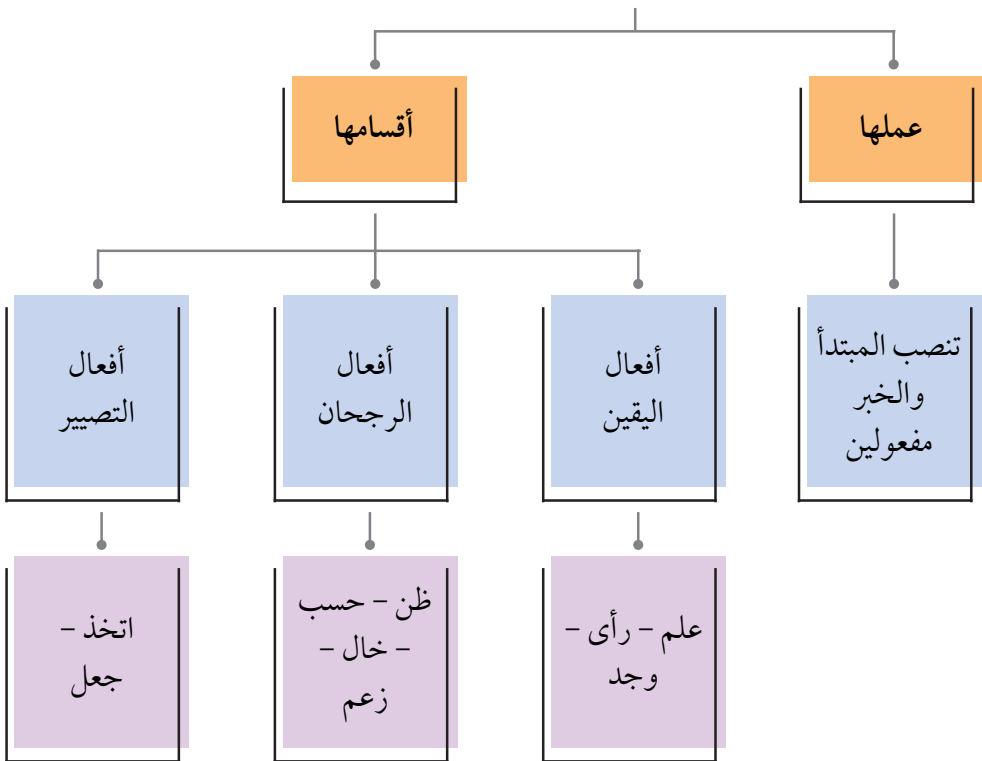 عملها
أقسامها
تنصب المبتدأ
والخبر
مفعولين
أفعال
اليقين
أفعال
الرجحان
أفعال
التصيير
علم – رأى –
وجد
ظن – حسب
– خال –
زعم
اتخذ –
جعل